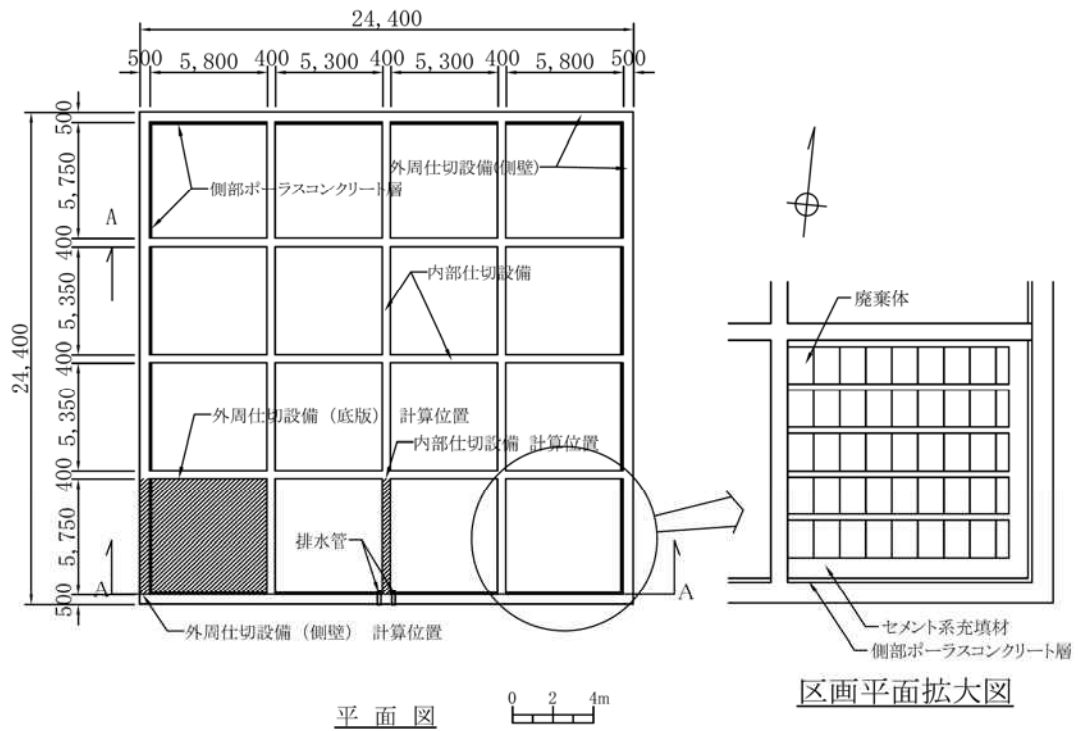 24,400
500 5,800 400 5,300 400 5,300 400 5,800 500
500
5,750
400
5,350
400
5,350
400
5,750
500
24,400
外周仕切設備(側壁)
側部ポーラスコンクリート層
A
内部仕切設備
外周仕切設備（底版） 計算位置
内部仕切設備 計算位置
排水管
A
A
外周仕切設備（側壁） 計算位置
平面図
0 2 4m
廃棄体
セメント系充填材
側部ポーラスコンクリート層
区画平面拡大図